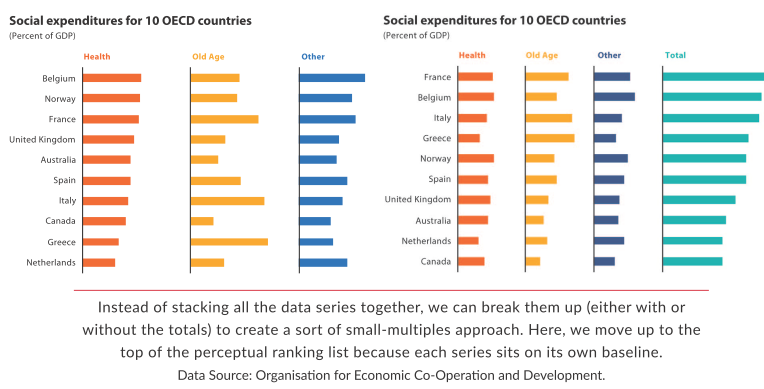 Social expenditures for 10 OECD countries
(Percent of GDP)
Health
Old Age
Other
Belgium
Norway
France
United Kingdom
Australia
Spain
Italy
Canada
Greece
Netherlands
Social expenditures for 10 OECD countries
(Percent of GDP)
Health
Old Age
Other
Total
France
Belgium
Italy
Greece
Norway
Spain
United Kingdom
Australia
Netherlands
Canada
Instead of stacking all the data series together, we can break them up (either with or
without the totals) to create a sort of small-multiples approach. Here, we move up to the
top of the perceptual ranking list because each series sits on its own baseline.
Data Source: Organisation for Economic Co-Operation and Development.